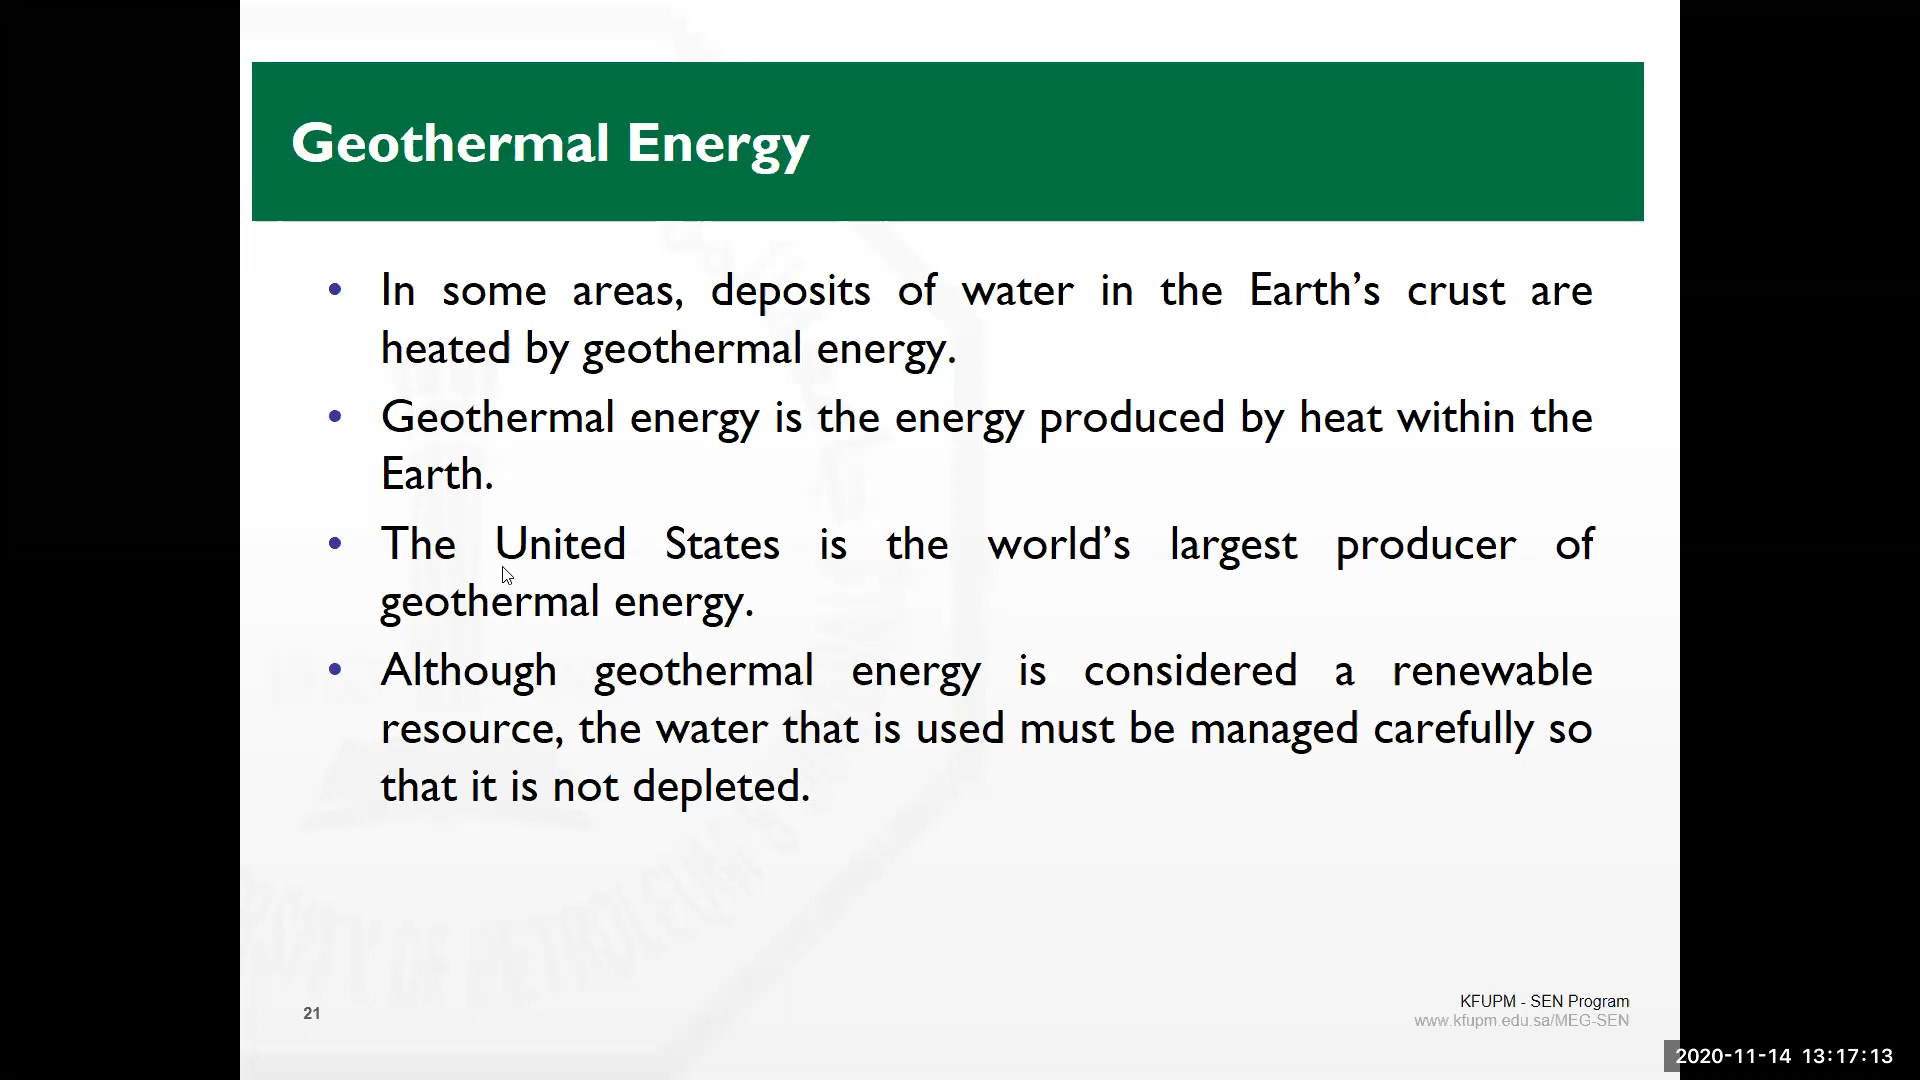 Geothermal Energy
• In some areas, deposits of water in the Earth’s crust are
heated by geothermal energy.
• Geothermal energy is the energy produced by heat within the
Earth.
• The United States is the world’s largest producer of
geothermal energy.
• Although geothermal energy is considered a renewable
resource, the water that is used must be managed carefully so
that it is not depleted.
OF PETROLEUM &
21
KFUPM - SEN Program
www.kfupm.edu.sa/MEG-SEN
2020-11-14 13:17:13